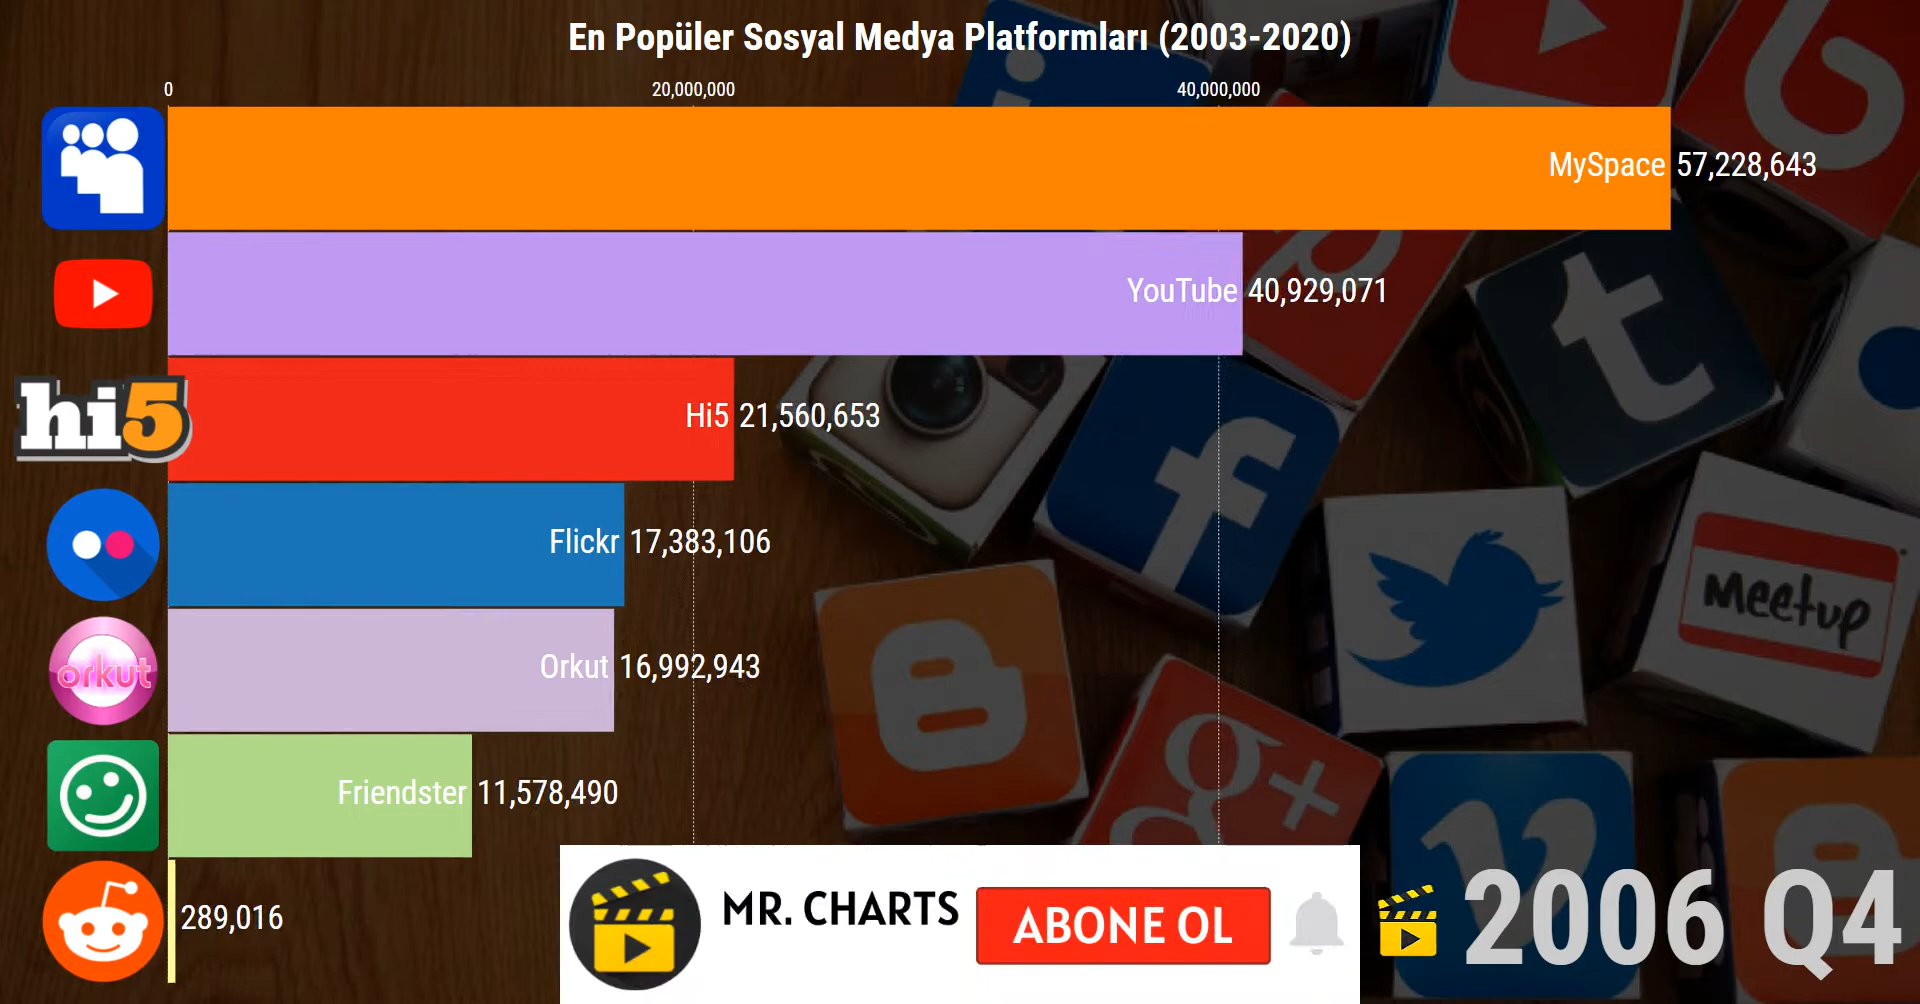 En Popüler Sosyal Medya Platformları (2003-2020)
0 20,000,000 40,000,000
MySpace 57,228,643
YouTube 40,929,071
hi5 Hi5 21,560,653
Flickr 17,383,106
orkut Orkut 16,992,943
Friendster 11,578,490
289,016
Meetup
g+
MR. CHARTS ABONE OL
2006 Q4